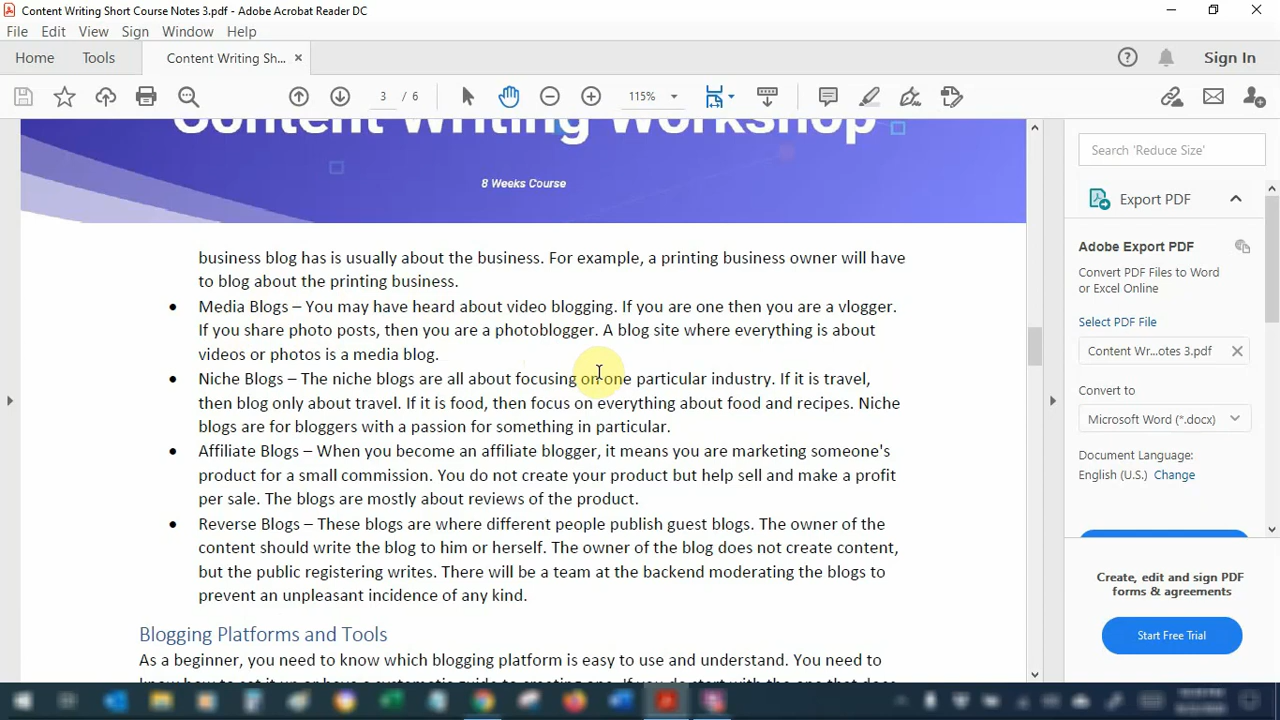 Content Writing Short Course Notes 3.pdf - Adobe Acrobat Reader DC
File Edit View Sign Window Help
Home Tools Content Writing Sh... × Sign In
3 / 6 115%
Content Writing Workshop
8 Weeks Course
business blog has is usually about the business. For example, a printing business owner will have
to blog about the printing business.
• Media Blogs – You may have heard about video blogging. If you are one then you are a vlogger.
If you share photo posts, then you are a photoblogger. A blog site where everything is about
videos or photos is a media blog.
• Niche Blogs – The niche blogs are all about focusing on one particular industry. If it is travel,
then blog only about travel. If it is food, then focus on everything about food and recipes. Niche
blogs are for bloggers with a passion for something in particular.
• Affiliate Blogs – When you become an affiliate blogger, it means you are marketing someone's
product for a small commission. You do not create your product but help sell and make a profit
per sale. The blogs are mostly about reviews of the product.
• Reverse Blogs – These blogs are where different people publish guest blogs. The owner of the
content should write the blog to him or herself. The owner of the blog does not create content,
but the public registering writes. There will be a team at the backend moderating the blogs to
prevent an unpleasant incidence of any kind.
Blogging Platforms and Tools
As a beginner, you need to know which blogging platform is easy to use and understand. You need to
Search 'Reduce Size'
Export PDF
Adobe Export PDF
Convert PDF Files to Word
or Excel Online
Select PDF File
Content Wr...otes 3.pdf
Convert to
Microsoft Word (*.docx)
Document Language:
English (U.S.) Change
Create, edit and sign PDF
forms & agreements
Start Free Trial